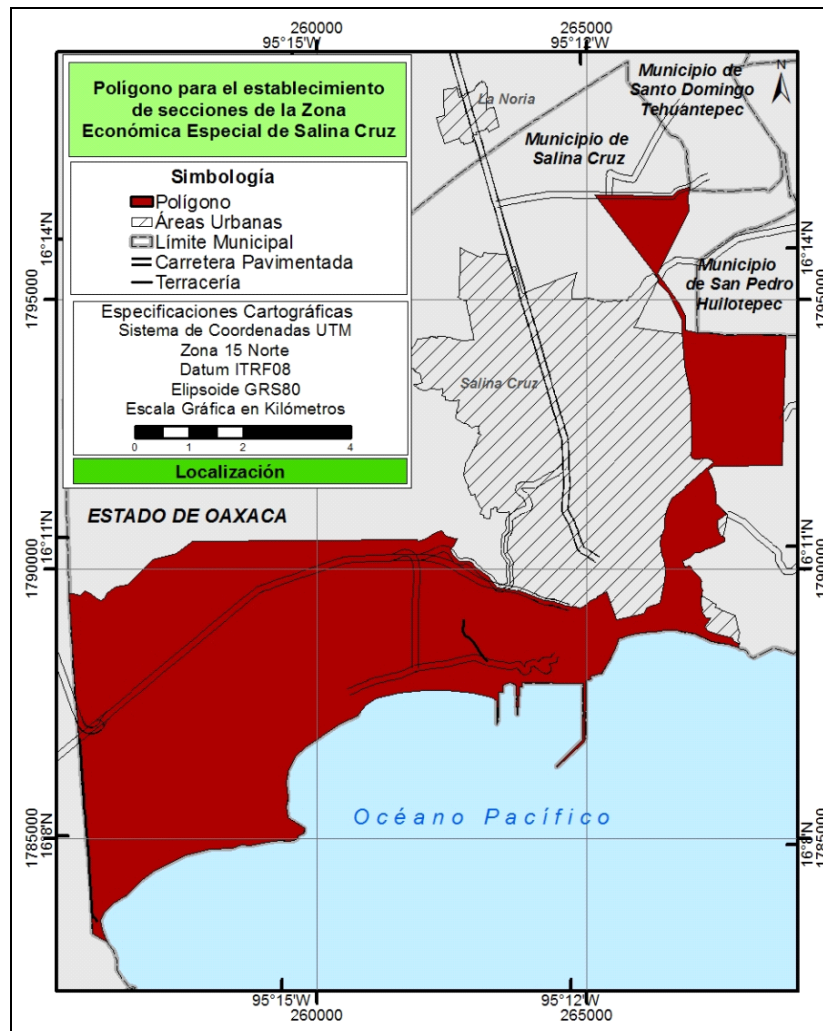 260000
265000
95°15'W
95°12'W
Polígono para el establecimiento
de secciones de la Zona
Económica Especial de Salina Cruz
Simbología
Polígono
Áreas Urbanas
Límite Municipal
Carretera Pavimentada
Terracería
Especificaciones Cartográficas
Sistema de Coordenadas UTM
Zona 15 Norte
Datum ITRF08
Elipsoide GRS80
Escala Gráfica en Kilómetros
0 1 2 4
Localización
N
La Noria
Municipio de
Santo Domingo
Tehuantepec
Municipio de
Salina Cruz
Municipio
de San Pedro
Huilotepec
Salina Cruz
ESTADO DE OAXACA
Océano Pacífico
16°14'N
1795000
16°11'N
1790000
16°8'N
1785000
16°14'N
1795000
16°11'N
1790000
16°8'N
1785000
95°15'W
95°12'W
260000
265000